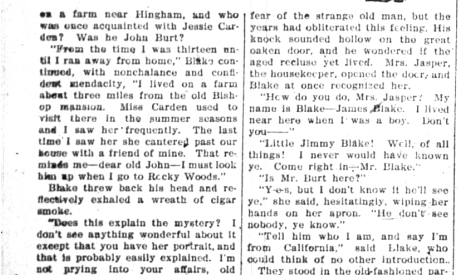 on a farm near Hingham, and who
was once acquainted with Jessie Car-
den? Was he John Burt?
"From the time I was thirteen un-
til I ran away from home," Blake con-
tinued, with nonchalance and confi-
dent mendacity, "I lived on a farm
about three miles from the old Bish-
op mansion. Miss Carden used to
visit there in the summer seasons
and I saw her frequently. The last
time I saw her she cantered past our
house with a friend of mine. That re-
minds me—dear old John—I must look
him up when I go to Rocky Woods."
Blake threw back his head and re-
flectively exhaled a wreath of cigar
smoke.
"Does this explain the mystery? I
don't see anything wonderful about it
except that you have her portrait, and
that is probably easily explained. I'm
not prying into your affairs, old
fear of the strange old man, but the
years had obliterated this feeling. His
knock sounded hollow on the great
oaken door, and he wondered if the
aged recluse yet lived. Mrs. Jasper,
the housekeeper, opened the door, and
Blake at once recognized her.
"How do you do, Mrs. Jasper? My
name is Blake—James Blake. I lived
near here when I was a boy. Don't
you——"
"Little Jimmy Blake! Well, of all
things! I never would have known
ye. Come right in—Mr. Blake."
"Is Mr. Burt here?"
"Y-es, but I don't know if he'll see
ye," she said, hesitatingly, wiping her
hands on her apron. "He don't see
nobody, ye know."
"Tell him who I am, and say I'm
from California," said Blake, who
could think of no other introduction.
They stood in the old-fashioned par-